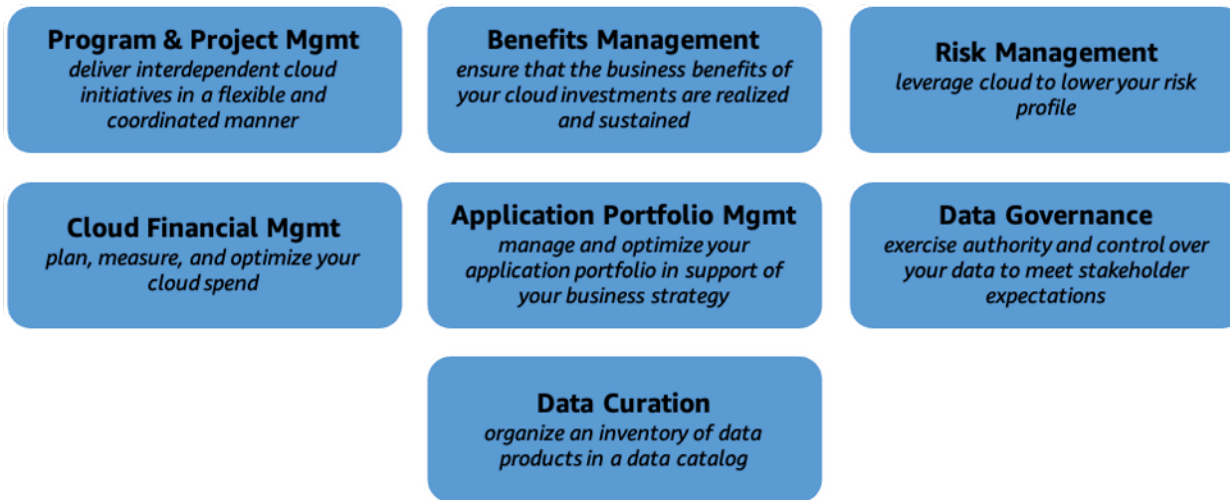 Program & Project Mgmt
deliver interdependent cloud
initiatives in a flexible and
coordinated manner
Benefits Management
ensure that the business benefits of
your cloud investments are realized
and sustained
Risk Management
leverage cloud to lower your risk
profile
Cloud Financial Mgmt
plan, measure, and optimize your
cloud spend
Application Portfolio Mgmt
manage and optimize your
application portfolio in support of
your business strategy
Data Governance
exercise authority and control over
your data to meet stakeholder
expectations
Data Curation
organize an inventory of data
products in a data catalog